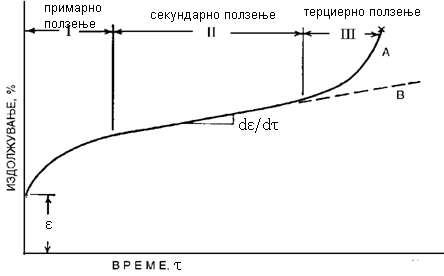 примарно
ползење
секундарно ползење
терциерно ползење
I
II
III
A
B
dε/dτ
ИЗДОЛЖУВАЊЕ, %
ε
ВРЕМЕ, τ